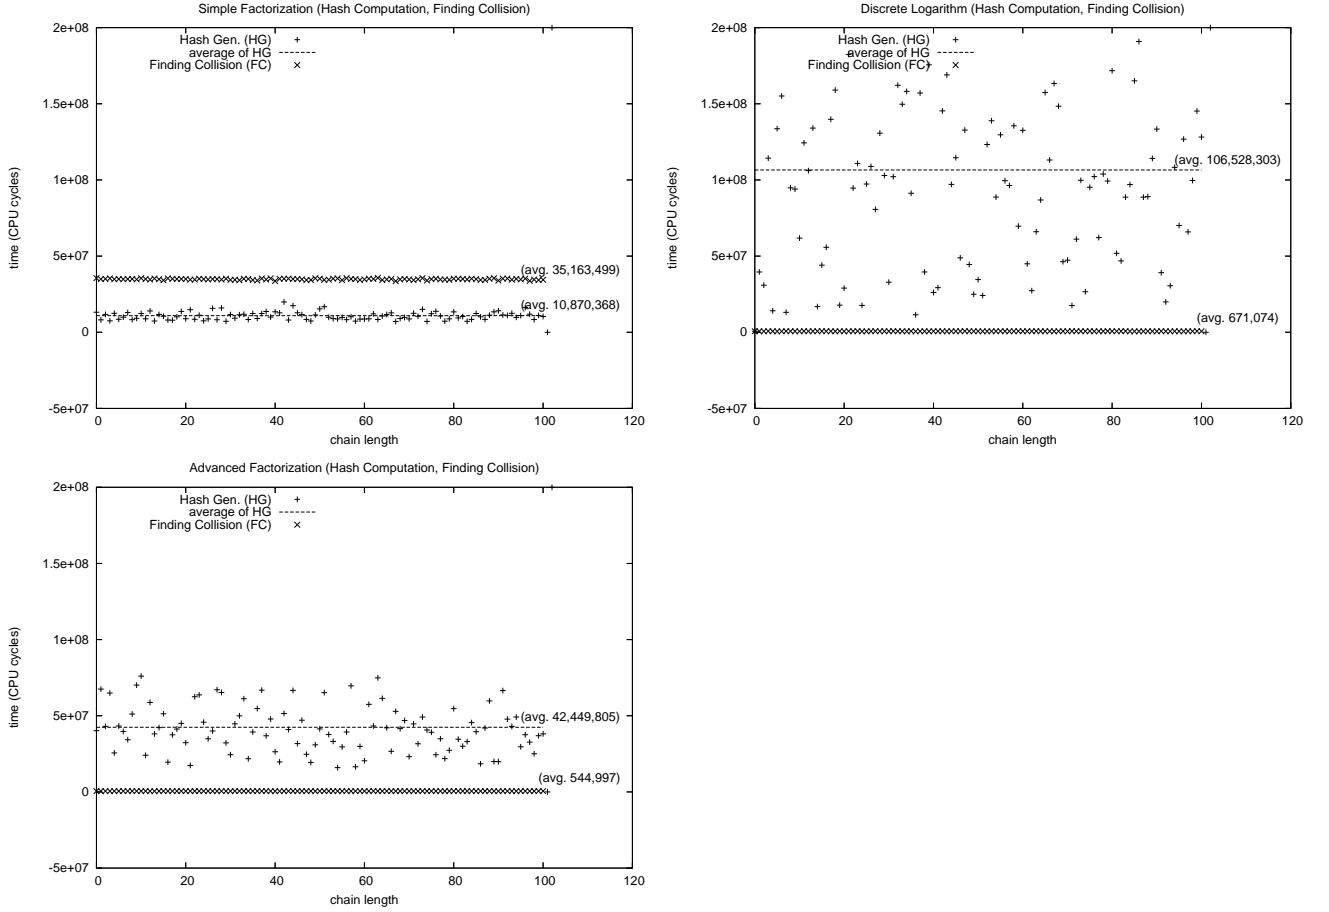 Simple Factorization (Hash Computation, Finding Collision)
2e+08
1.5e+08
1e+08
5e+07
0
-5e+07
time (CPU cycles)
Hash Gen. (HG)
average of HG
Finding Collision (FC)
(avg. 35,163,499)
(avg. 10,870,368)
0 20 40 60 80 100 120
chain length
Discrete Logarithm (Hash Computation, Finding Collision)
2e+08
1.5e+08
1e+08
5e+07
0
-5e+07
time (CPU cycles)
Hash Gen. (HG)
average of HG
Finding Collision (FC)
(avg. 106,528,303)
(avg. 671,074)
0 20 40 60 80 100 120
chain length
Advanced Factorization (Hash Computation, Finding Collision)
2e+08
1.5e+08
1e+08
5e+07
0
-5e+07
time (CPU cycles)
Hash Gen. (HG)
average of HG
Finding Collision (FC)
(avg. 42,449,805)
(avg. 544,997)
0 20 40 60 80 100 120
chain length